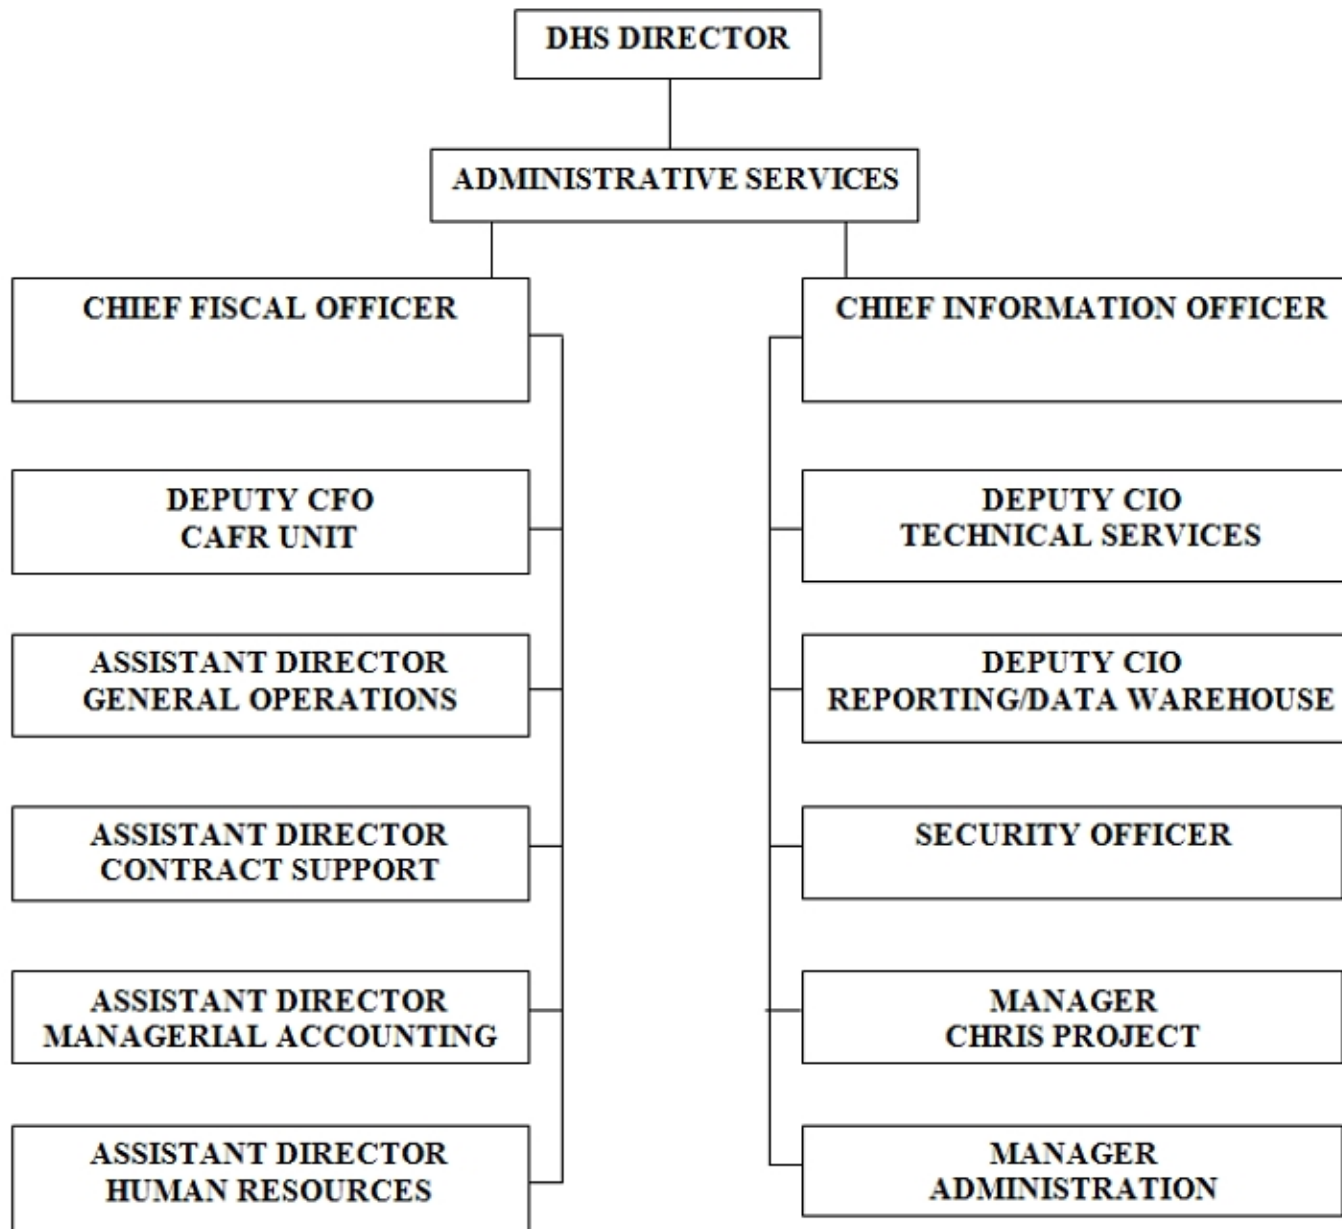 DHS DIRECTOR
ADMINISTRATIVE SERVICES
CHIEF FISCAL OFFICER
DEPUTY CFO
CAFR UNIT
ASSISTANT DIRECTOR
GENERAL OPERATIONS
ASSISTANT DIRECTOR
CONTRACT SUPPORT
ASSISTANT DIRECTOR
MANAGERIAL ACCOUNTING
ASSISTANT DIRECTOR
HUMAN RESOURCES
CHIEF INFORMATION OFFICER
DEPUTY CIO
TECHNICAL SERVICES
DEPUTY CIO
REPORTING/DATA WAREHOUSE
SECURITY OFFICER
MANAGER
CHRIS PROJECT
MANAGER
ADMINISTRATION